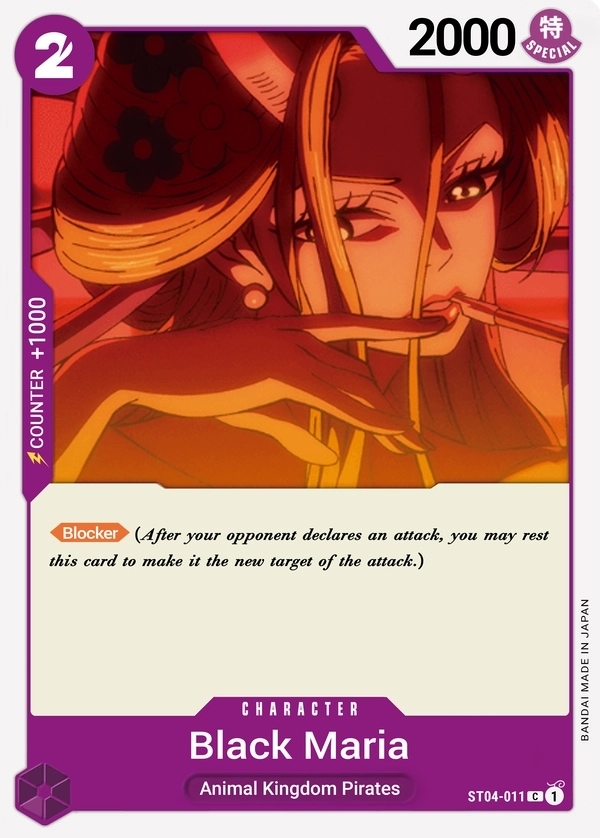 2
2000
特
SPECIAL
COUNTER +1000
Blocker (After your opponent declares an attack, you may rest
this card to make it the new target of the attack.)
CHARACTER
Black Maria
Animal Kingdom Pirates
ST04-011 C 1
BANDAI MADE IN JAPAN